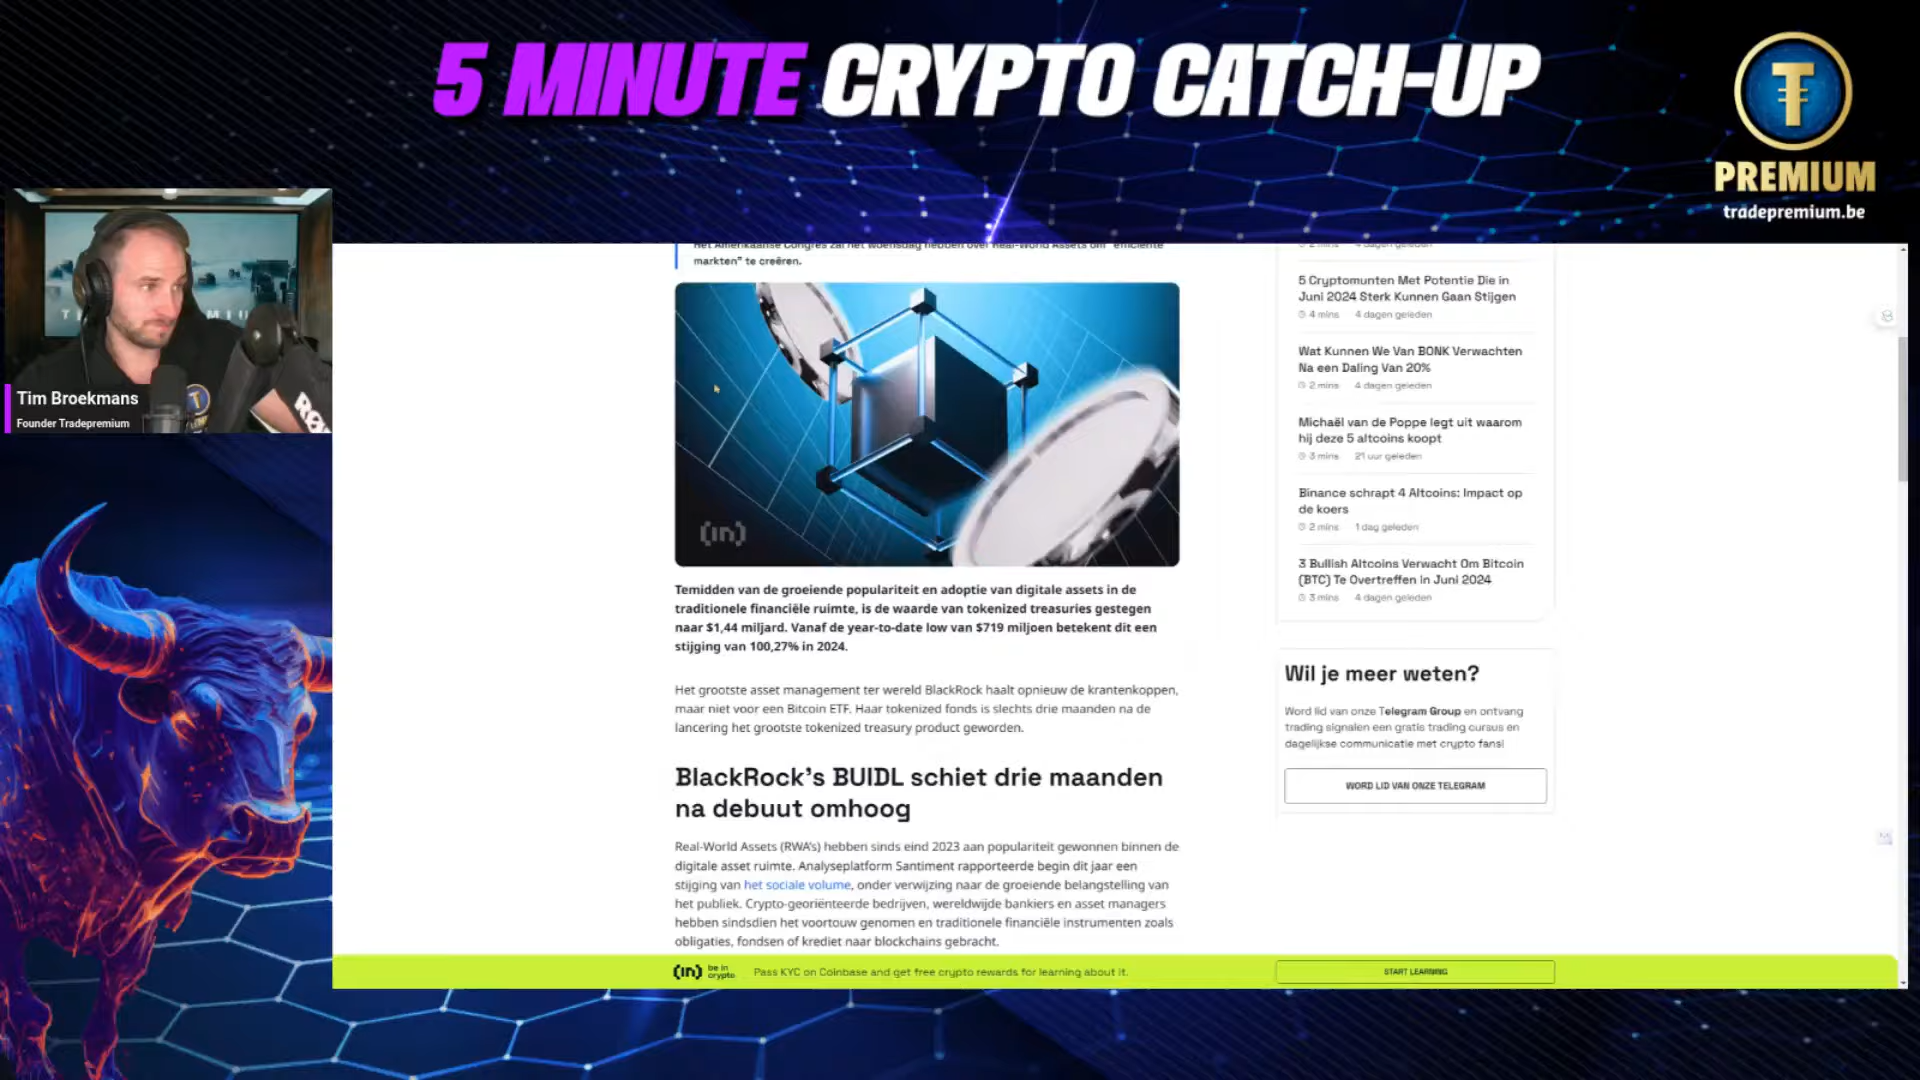 5 MINUTE CRYPTO CATCH-UP
T
PREMIUM
tradepremium.be
Tim Broekmans
Founder Tradepremium
Het Amerikaanse Congres zal het woensdag hebben over Real-World Assets om "efficiënte
markten" te creëren.
(in)
Temidden van de groeiende populariteit en adoptie van digitale assets in de
traditionele financiële ruimte, is de waarde van tokenized treasuries gestegen
naar $1,44 miljard. Vanaf de year-to-date low van $719 miljoen betekent dit een
stijging van 100,27% in 2024.
Het grootste asset management ter wereld BlackRock haalt opnieuw de krantenkoppen,
maar niet voor een Bitcoin ETF. Haar tokenized fonds is slechts drie maanden na de
lancering het grootste tokenized treasury product geworden.
BlackRock's BUIDL schiet drie maanden
na debuut omhoog
Real-World Assets (RWA's) hebben sinds eind 2023 aan populariteit gewonnen binnen de
digitale asset ruimte. Analyseplatform Santiment rapporteerde begin dit jaar een
stijging van het sociale volume, onder verwijzing naar de groeiende belangstelling van
het publiek. Crypto-georiënteerde bedrijven, wereldwijde bankiers en asset managers
hebben sindsdien het voortouw genomen en traditionele financiële instrumenten zoals
obligaties, fondsen of krediet naar blockchains gebracht.
2 mins 4 dagen geleden
5 Cryptomunten Met Potentie Die in
Juni 2024 Sterk Kunnen Gaan Stijgen
4 mins 4 dagen geleden
Wat Kunnen We Van BONK Verwachten
Na een Daling Van 20%
2 mins 4 dagen geleden
Michaël van de Poppe legt uit waarom
hij deze 5 altcoins koopt
3 mins 21 uur geleden
Binance schrapt 4 Altcoins: Impact op
de koers
2 mins 1 dag geleden
3 Bullish Altcoins Verwacht Om Bitcoin
(BTC) Te Overtreffen in Juni 2024
3 mins 4 dagen geleden
Wil je meer weten?
Word lid van onze Telegram Group en ontvang
trading signalen een gratis trading cursus en
dagelijkse communicatie met crypto fans!
WORD LID VAN ONZE TELEGRAM
(in) be in
crypto Pass KYC on Coinbase and get free crypto rewards for learning about it.
START LEARNING